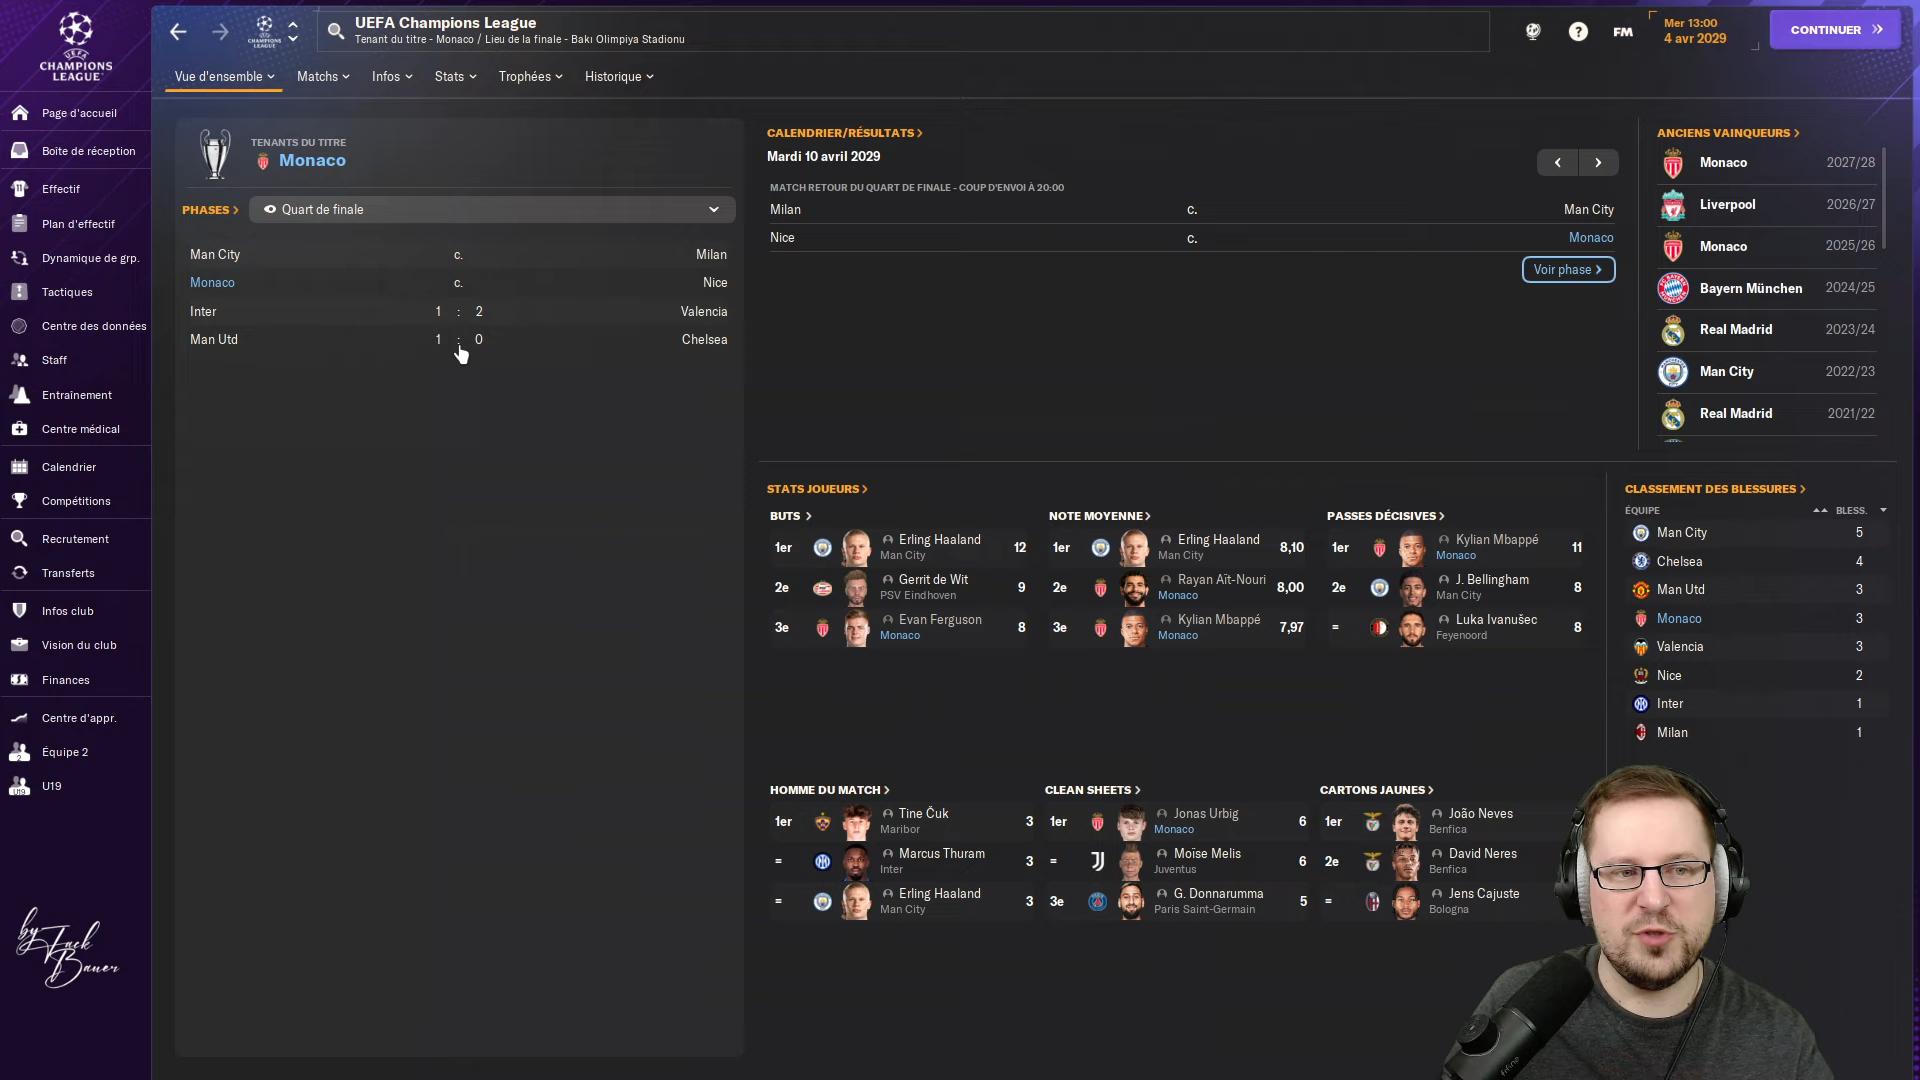 UEFA Champions League
Tenant du titre - Monaco / Lieu de la finale - Bakı Olimpiya Stadionu
FM
Mer 13:00
4 avr 2029
CONTINUER
CHAMPIONS
LEAGUE
Vue d'ensemble
Matchs
Infos
Stats
Trophées
Historique
Page d'accueil
Boîte de réception
Effectif
Plan d'effectif
Dynamique de grp.
Tactiques
Centre des données
Staff
Entraînement
Centre médical
Calendrier
Compétitions
Recrutement
Transferts
Infos club
Vision du club
Finances
Centre d'appr.
Équipe 2
U19
by Jack
Bauer
TENANTS DU TITRE
Monaco
PHASES
Quart de finale
Man City c. Milan
Monaco c. Nice
Inter 1 : 2 Valencia
Man Utd 1 : 0 Chelsea
CALENDRIER/RÉSULTATS
Mardi 10 avril 2029
MATCH RETOUR DU QUART DE FINALE - COUP D'ENVOI À 20:00
Milan c. Man City
Nice c. Monaco
Voir phase
ANCIENS VAINQUEURS
Monaco 2027/28
Liverpool 2026/27
Monaco 2025/26
Bayern München 2024/25
Real Madrid 2023/24
Man City 2022/23
Real Madrid 2021/22
STATS JOUEURS
BUTS
1er Erling Haaland 12
Man City
2e Gerrit de Wit 9
PSV Eindhoven
3e Evan Ferguson 8
Monaco
NOTE MOYENNE
1er Erling Haaland 8,10
Man City
2e Rayan Aït-Nouri 8,00
Monaco
3e Kylian Mbappé 7,97
Monaco
PASSES DÉCISIVES
1er Kylian Mbappé 11
Monaco
2e J. Bellingham 8
Man City
= Luka Ivanušec 8
Feyenoord
CLASSEMENT DES BLESSURES
ÉQUIPE BLESS.
Man City 5
Chelsea 4
Man Utd 3
Monaco 3
Valencia 3
Nice 2
Inter 1
Milan 1
HOMME DU MATCH
1er Tine Čuk 3
Maribor
= Marcus Thuram 3
Inter
= Erling Haaland 3
Man City
CLEAN SHEETS
1er Jonas Urbig 6
Monaco
= Moïse Melis 6
Juventus
3e G. Donnarumma 5
Paris Saint-Germain
CARTONS JAUNES
1er João Neves
Benfica
2e David Neres
Benfica
= Jens Cajuste
Bologna
fifine